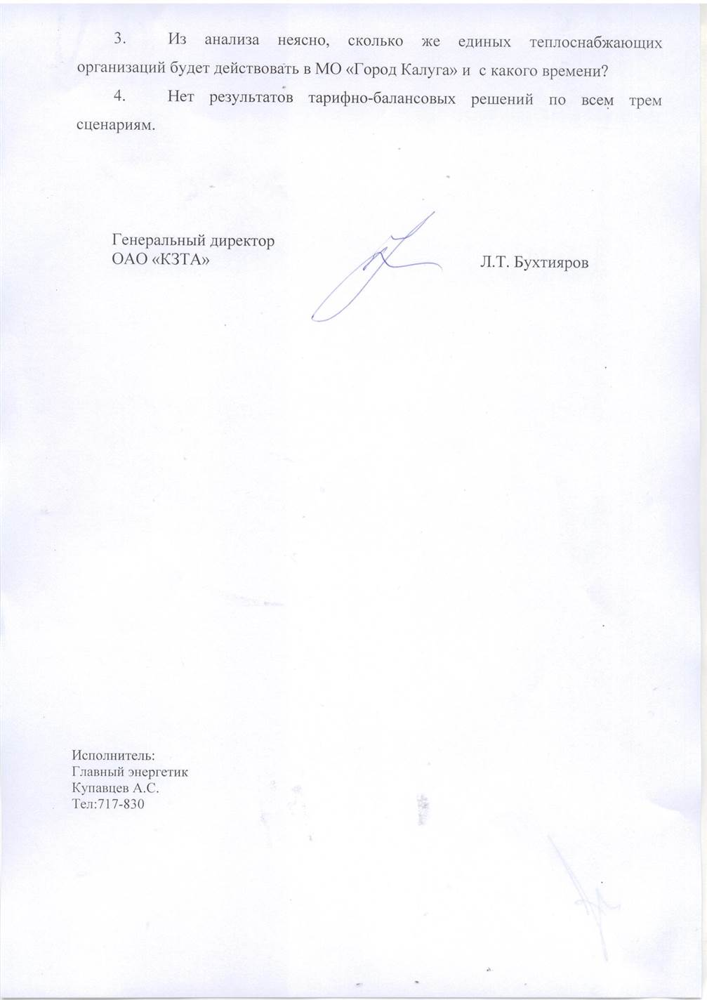 3. Из анализа неясно, сколько же единых теплоснабжающих
организаций будет действовать в МО «Город Калуга» и с какого времени?
4. Нет результатов тарифно-балансовых решений по всем трем
сценариям.
Генеральный директор
ОАО «КЗТА»
Л.Т. Бухтияров
Исполнитель:
Главный энергетик
Купавцев А.С.
Тел:717-830